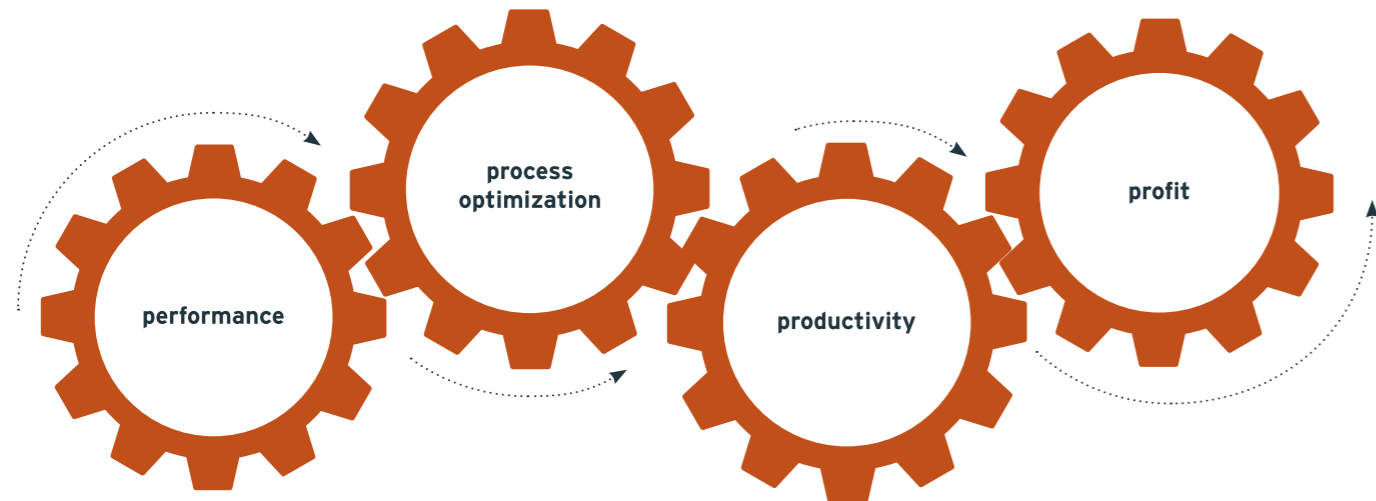 performance
process
optimization
productivity
profit